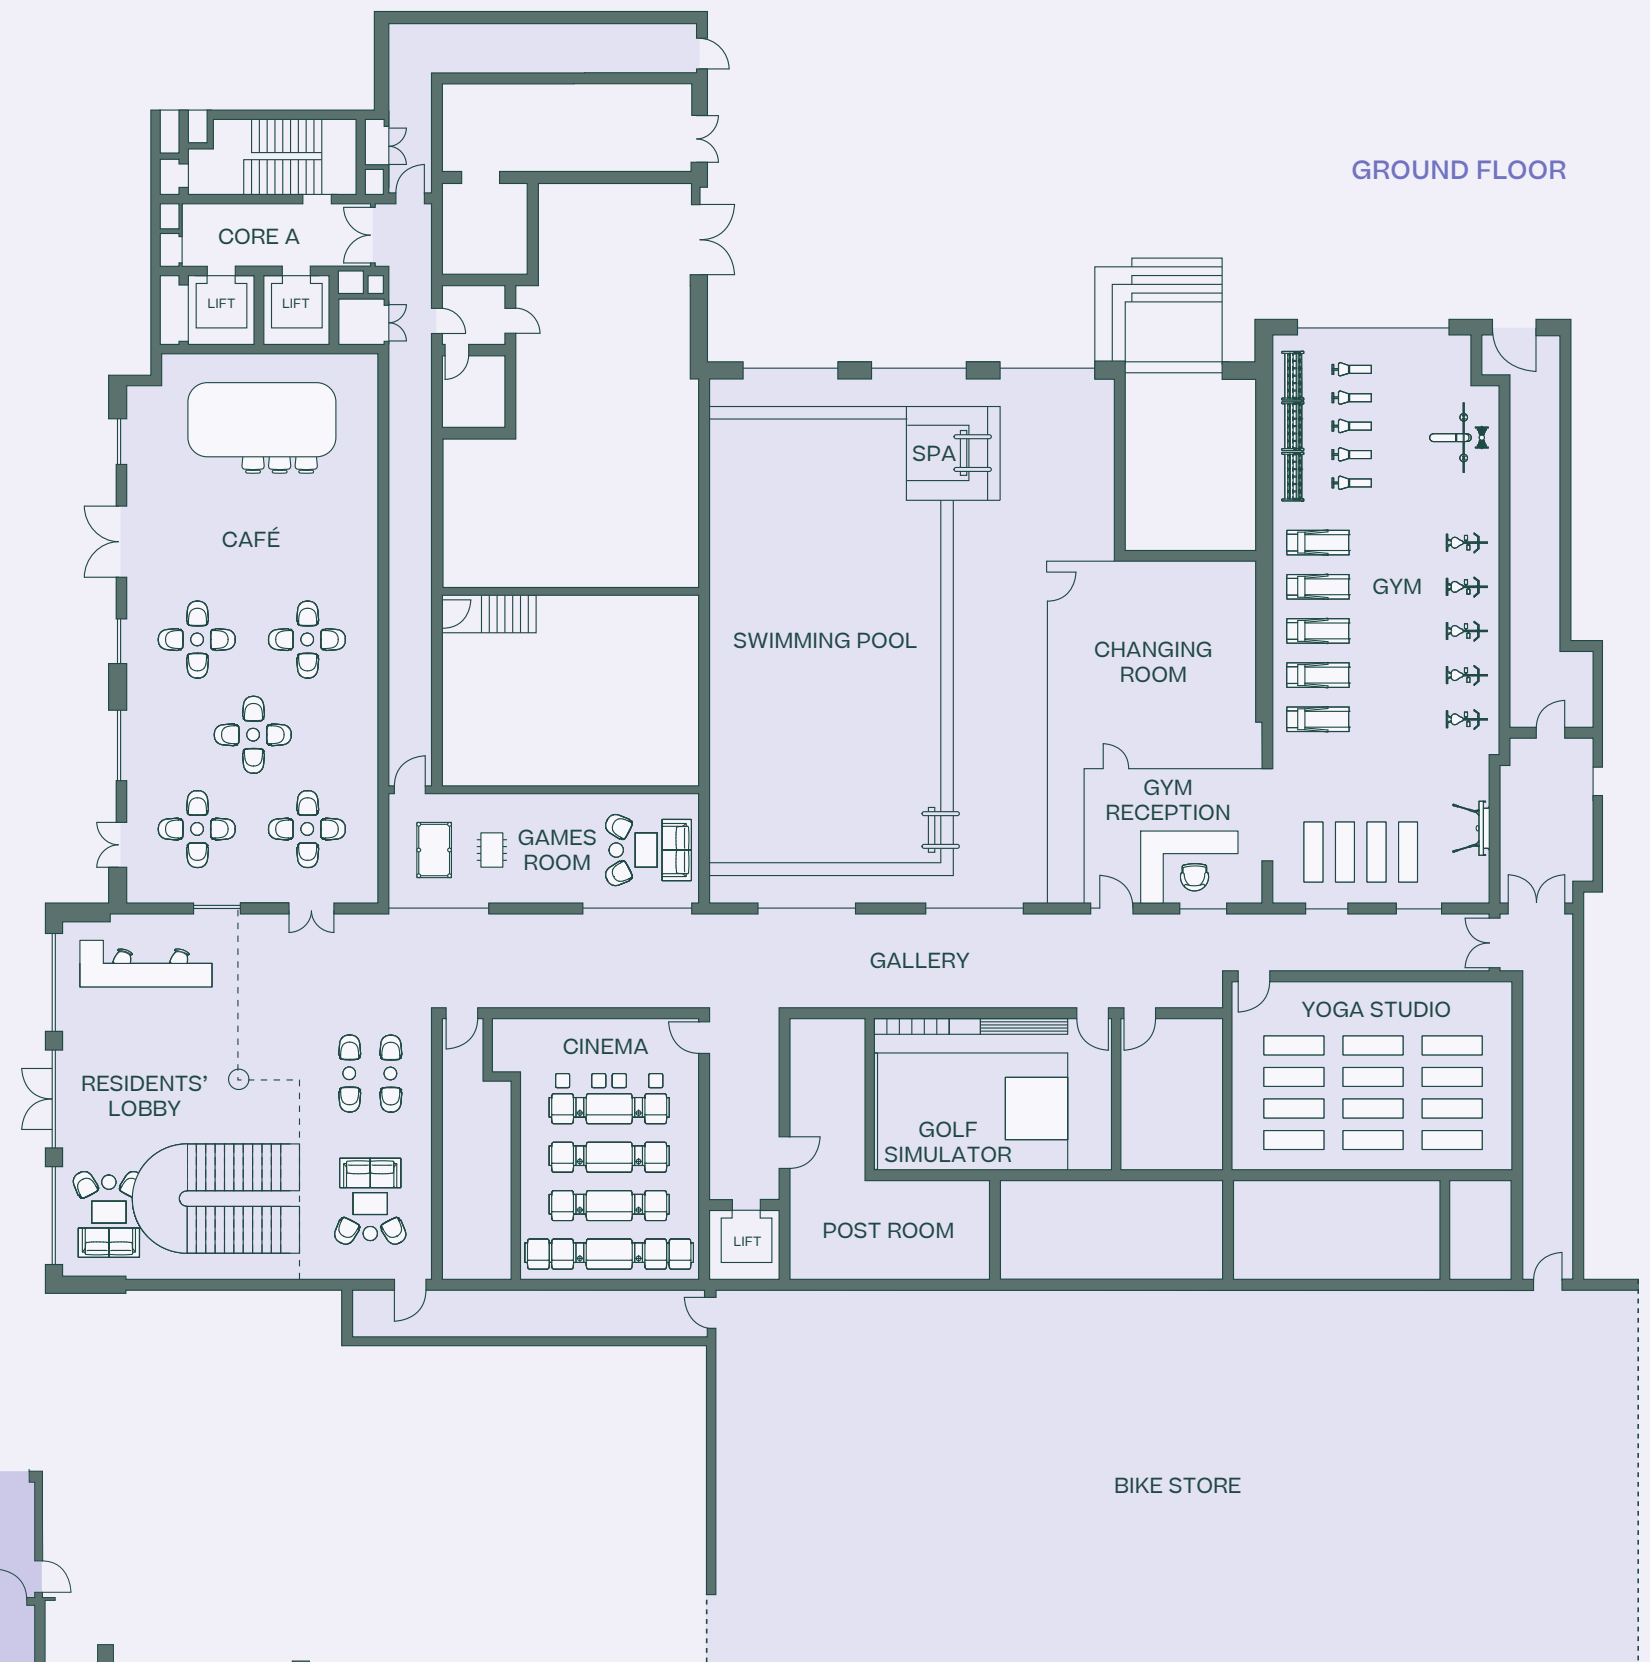 GROUND FLOOR
CORE A
LIFT
LIFT
SPA
CAFÉ
GYM
SWIMMING POOL
CHANGING
ROOM
GYM
RECEPTION
GAMES
ROOM
GALLERY
YOGA STUDIO
CINEMA
RESIDENTS’
LOBBY
GOLF
SIMULATOR
POST ROOM
LIFT
BIKE STORE